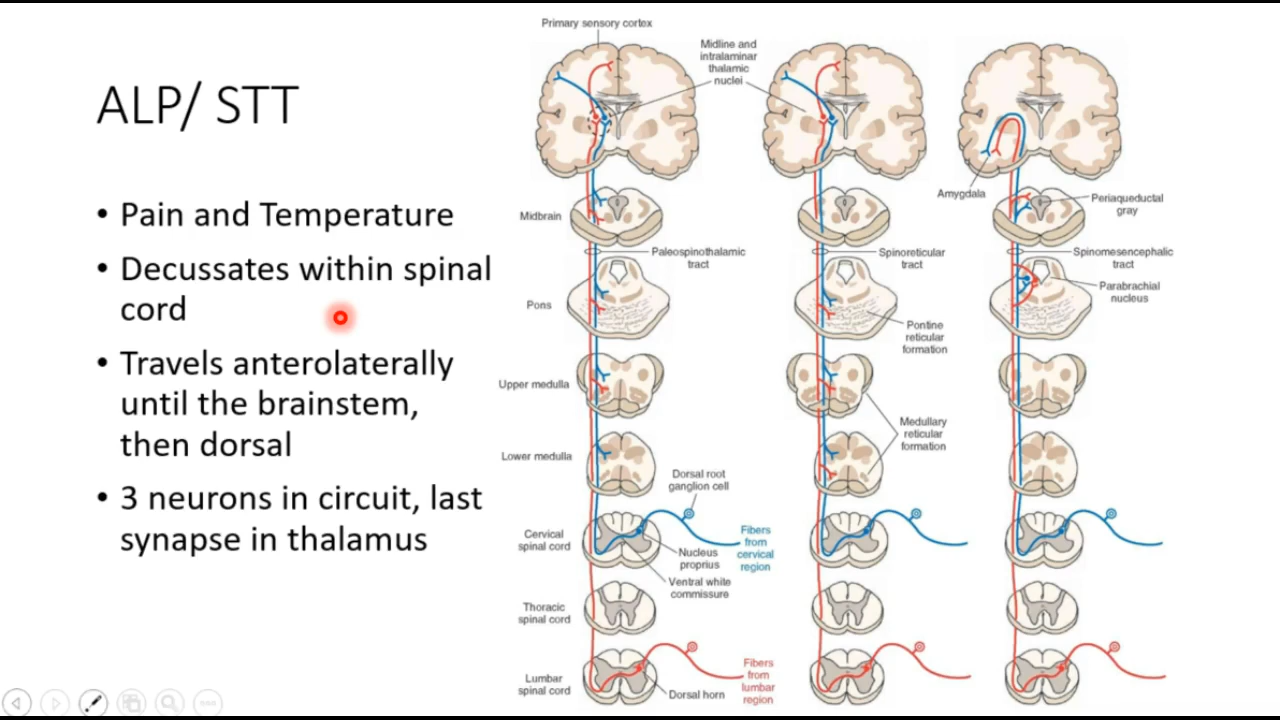 ALP/ STT
• Pain and Temperature
• Decussates within spinal
cord
• Travels anterolaterally
until the brainstem,
then dorsal
• 3 neurons in circuit, last
synapse in thalamus
Primary sensory cortex
Midline and
intralaminar
thalamic
nuclei
Amygdala
Midbrain
Periaqueductal
gray
Paleospinothalamic
tract
Spinoreticular
tract
Spinomesencephalic
tract
Parabrachial
nucleus
Pons
Pontine
reticular
formation
Upper medulla
Medullary
reticular
formation
Lower medulla
Dorsal root
ganglion cell
Cervical
spinal cord
Fibers
from
cervical
region
Nucleus
proprius
Ventral white
commissure
Thoracic
spinal cord
Fibers
from
lumbar
region
Lumbar
spinal cord
Dorsal horn